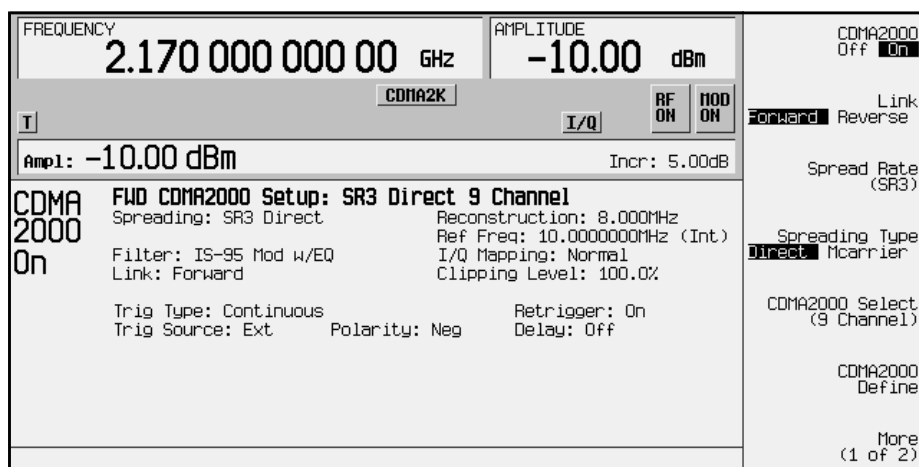 FREQUENCY
2.170 000 000 00 GHz
AMPLITUDE
-10.00 dBm
CDMA2K
T
I/Q
RF ON
MOD ON
Ampl: -10.00 dBm
Incr: 5.00dB
CDMA 2000 On
FWD CDMA2000 Setup: SR3 Direct 9 Channel
Spreading: SR3 Direct
Reconstruction: 8.000MHz
Ref Freq: 10.0000000MHz (Int)
Filter: IS-95 Mod w/EQ
I/Q Mapping: Normal
Link: Forward
Clipping Level: 100.0%
Trig Type: Continuous
Retrigger: On
Trig Source: Ext
Polarity: Neg
Delay: Off
CDMA2000
Off On
Link
Forward Reverse
Spread Rate
(SR3)
Spreading Type
Direct Mcarrier
CDMA2000 Select
(9 Channel)
CDMA2000
Define
More
(1 of 2)